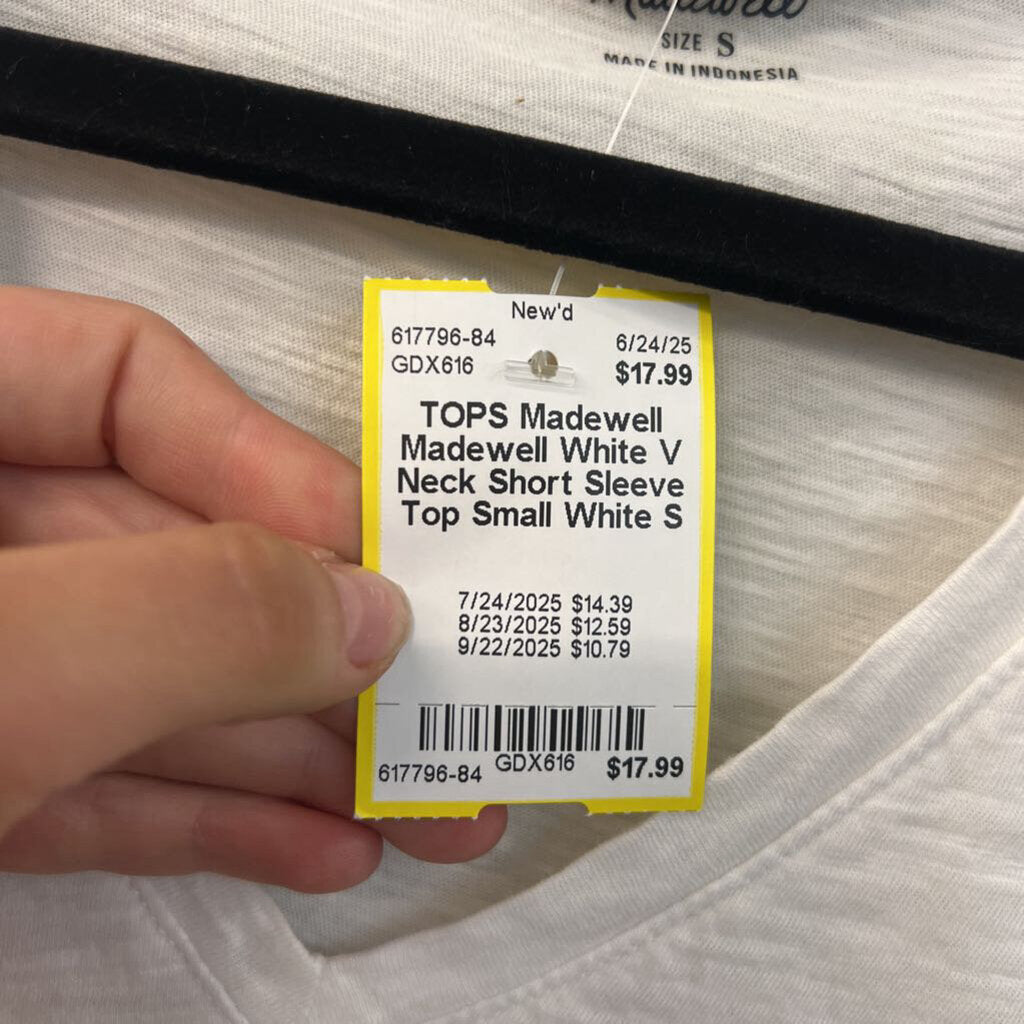 Madewell
SIZE S
MADE IN INDONESIA
New'd
617796-84 6/24/25
GDX616 $17.99
TOPS Madewell
Madewell White V
Neck Short Sleeve
Top Small White S
7/24/2025 $14.39
8/23/2025 $12.59
9/22/2025 $10.79
617796-84 GDX616 $17.99